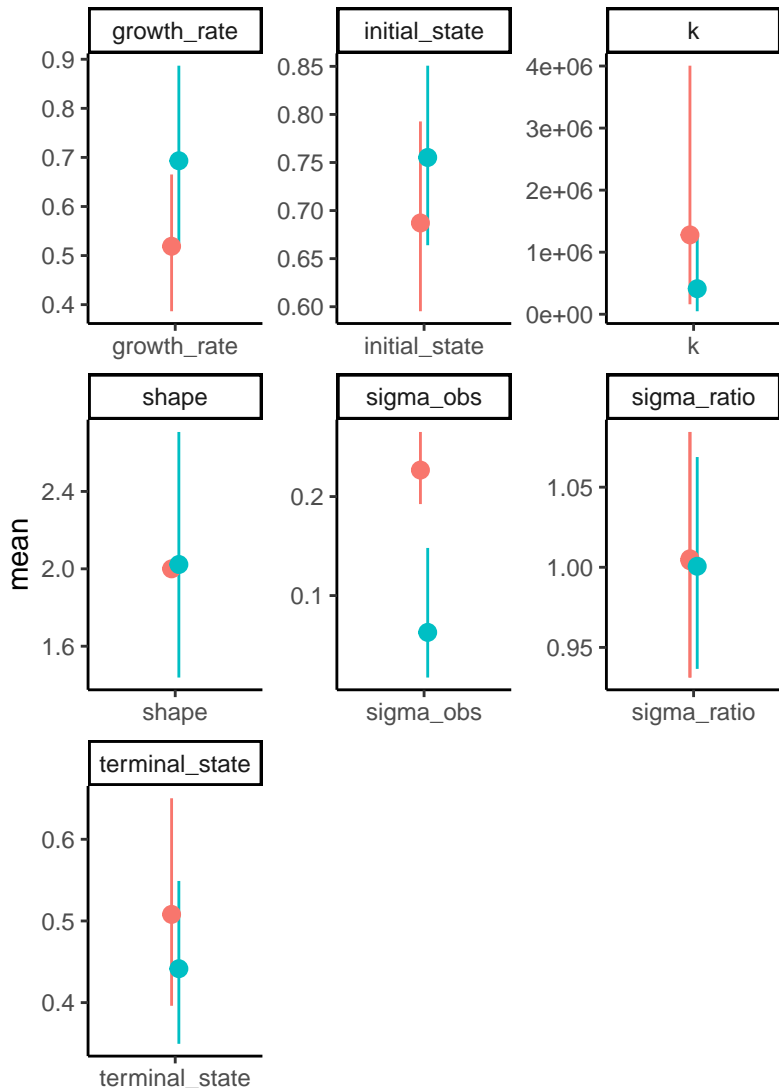 growth_rate
initial_state
k
0.9
0.8
0.7
0.6
0.5
0.4
0.85
0.80
0.75
0.70
0.65
0.60
4e+06
3e+06
2e+06
1e+06
0e+00
growth_rate
initial_state
k
shape
sigma_obs
sigma_ratio
mean
2.4
2.0
1.6
0.2
0.1
1.05
1.00
0.95
shape
sigma_obs
sigma_ratio
terminal_state
0.6
0.5
0.4
terminal_state